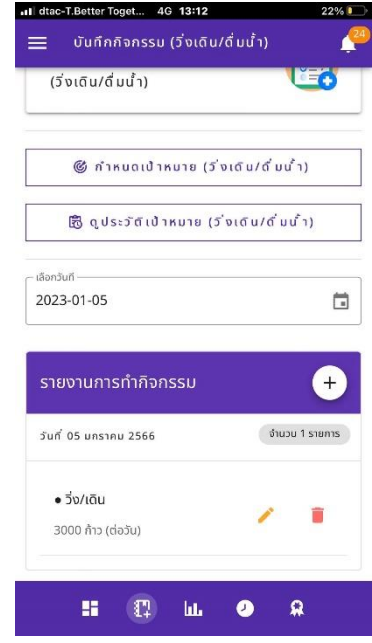 dtac-T.Better Toget... 4G 13:12 22%
บันทึกกิจกรรม (วิ่งเดิน/ดื่มน้ำ)
24
(วิ่งเดิน/ดื่มน้ำ)
กำหนดเป้าหมาย (วิ่งเดิน/ดื่มน้ำ)
ดูประวัติเป้าหมาย (วิ่งเดิน/ดื่มน้ำ)
เลือกวันที่
2023-01-05
รายงานการทำกิจกรรม
วันที่ 05 มกราคม 2566 จำนวน 1 รายการ
• วิ่ง/เดิน
3000 ก้าว (ต่อวัน)